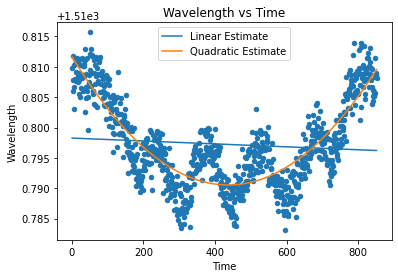 Wavelength vs Time
+1.51e3
Linear Estimate
Quadratic Estimate
0.815
0.810
0.805
0.800
0.795
0.790
0.785
Wavelength
0 200 400 600 800
Time